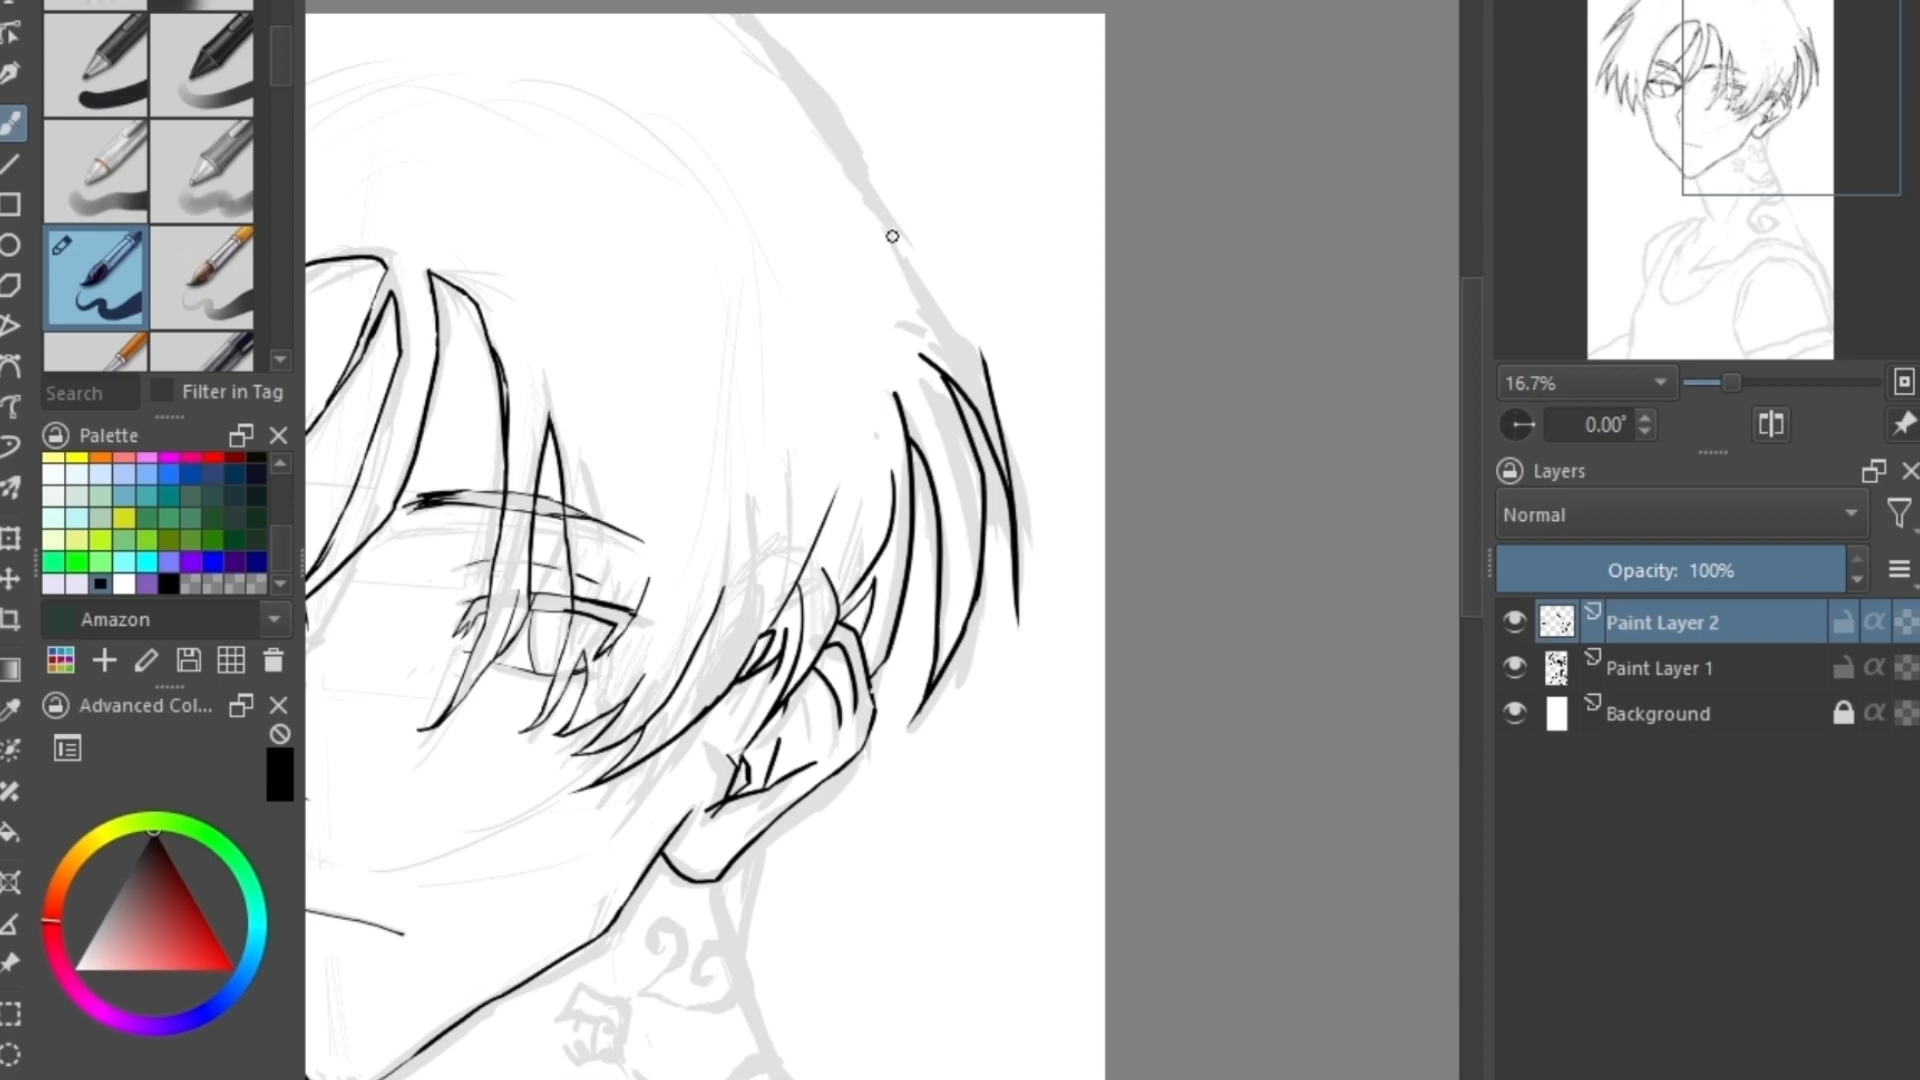 Search
Filter in Tag
Palette
Amazon
Advanced Col...
16.7%
0.00°
Layers
Normal
Opacity: 100%
Paint Layer 2
Paint Layer 1
Background